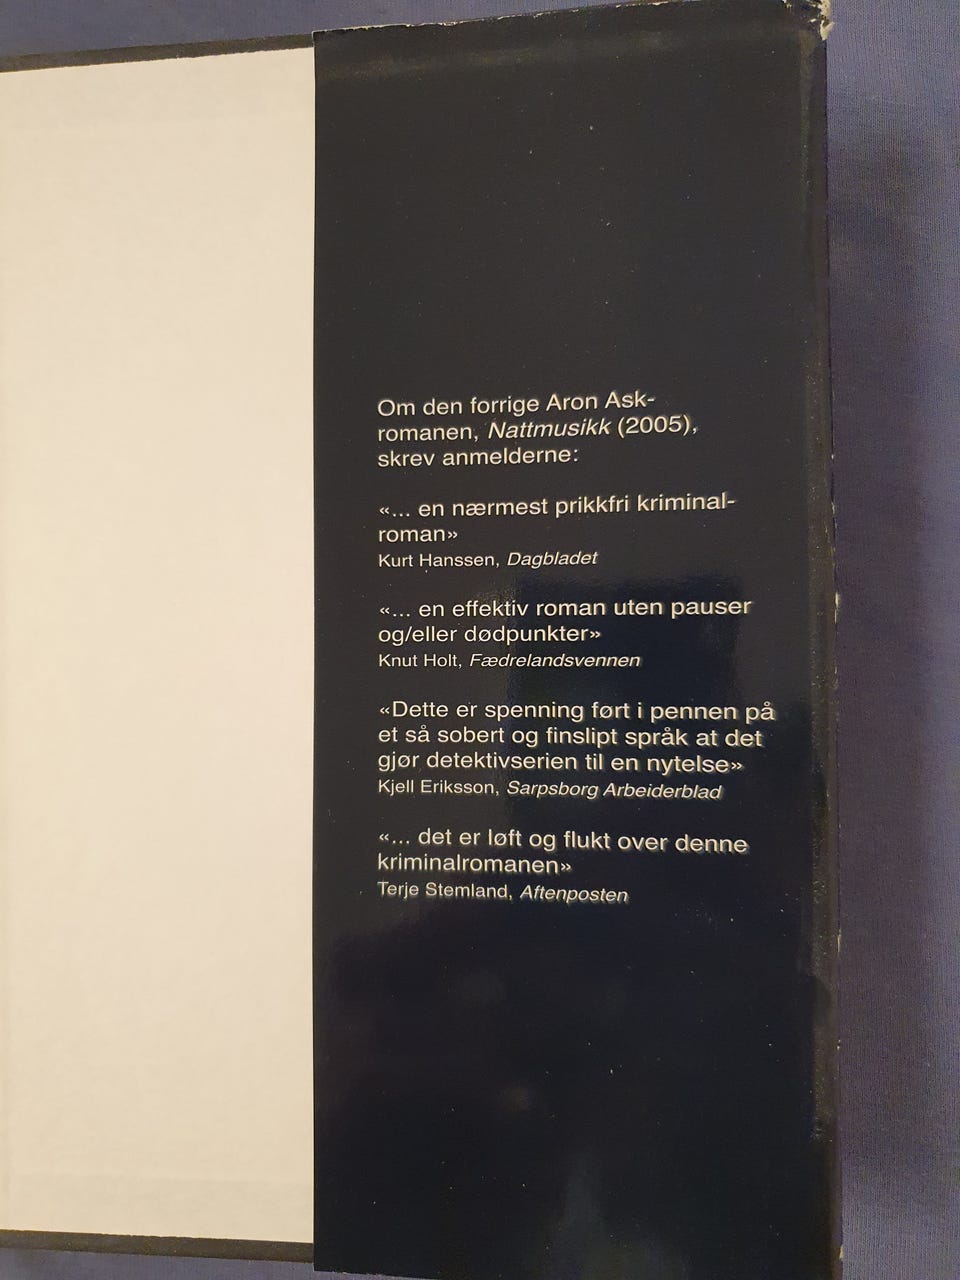 Om den forrige Aron Ask-
romanen, Nattmusikk (2005),
skrev anmelderne:
«... en nærmest prikkfri kriminal-
roman»
Kurt Hanssen, Dagbladet
«... en effektiv roman uten pauser
og/eller dødpunkter»
Knut Holt, Fædrelandsvennen
«Dette er spenning ført i pennen på
et så sobert og finslipt språk at det
gjør detektivserien til en nytelse»
Kjell Eriksson, Sarpsborg Arbeiderblad
«... det er løft og flukt over denne
kriminalromanen»
Terje Stemland, Aftenposten